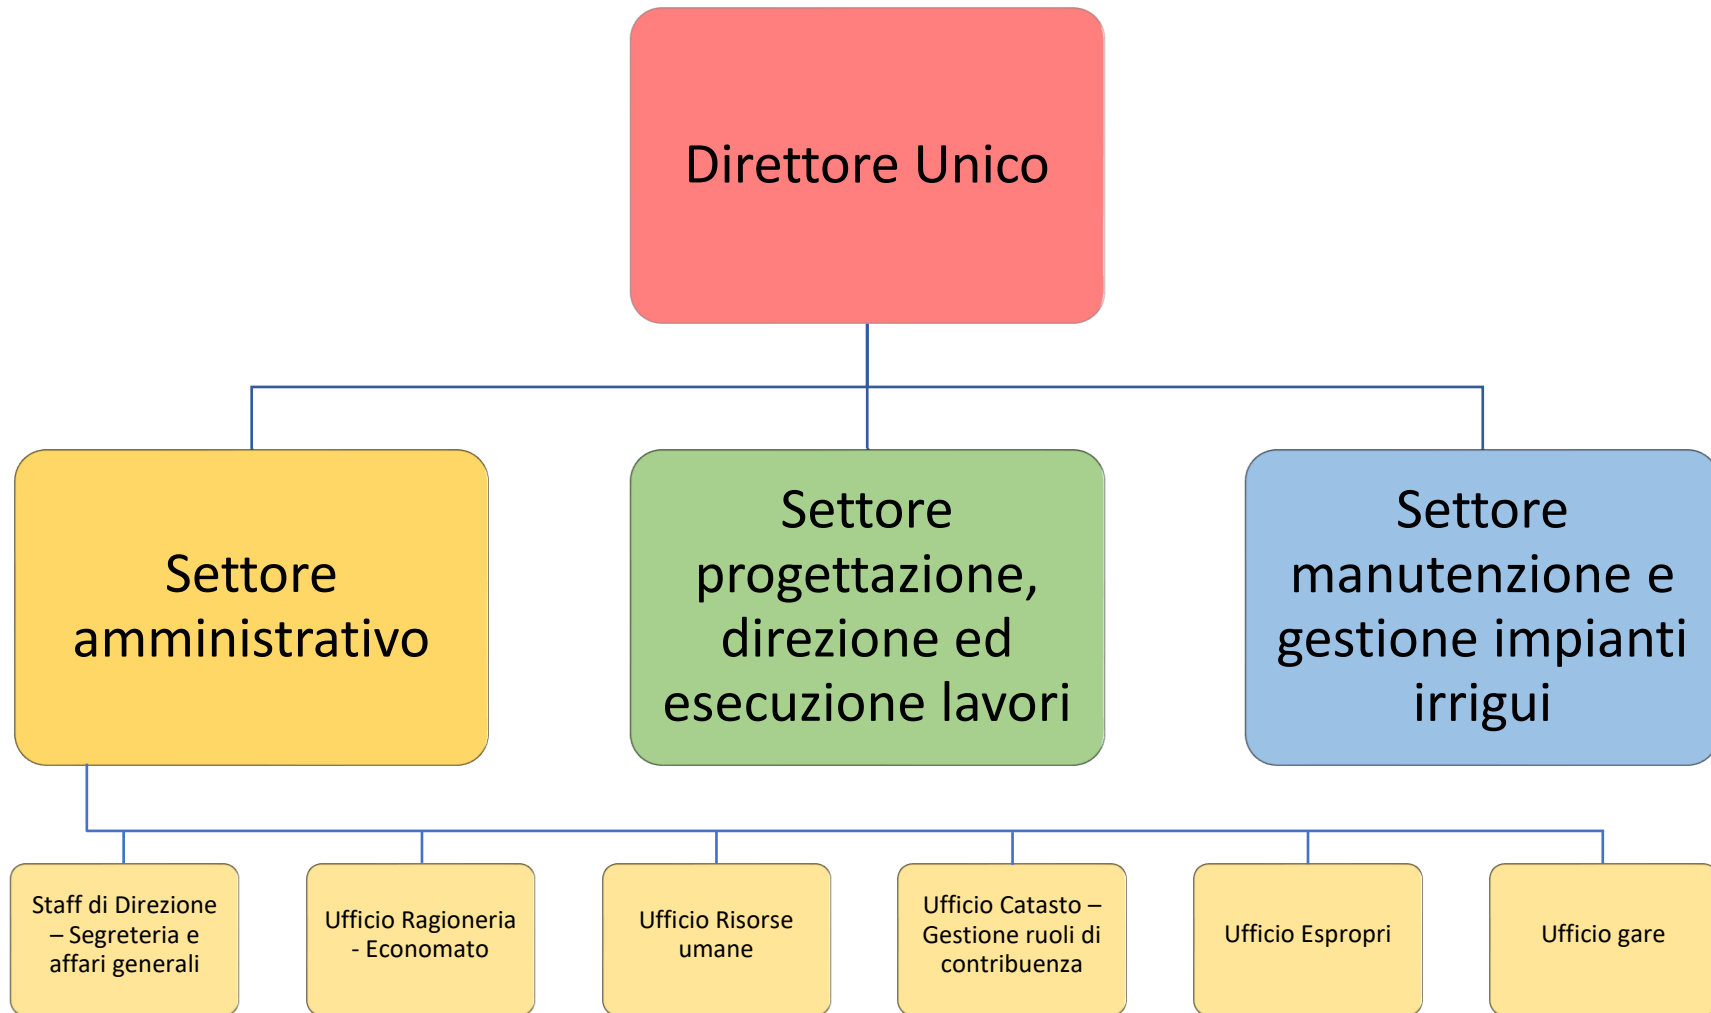 Direttore Unico
Settore
amministrativo
Settore
progettazione,
direzione ed
esecuzione lavori
Settore
manutenzione e
gestione impianti
irrigui
Staff di Direzione
– Segreteria e
affari generali
Ufficio Ragioneria
- Economato
Ufficio Risorse
umane
Ufficio Catasto –
Gestione ruoli di
contribuenza
Ufficio Espropri
Ufficio gare